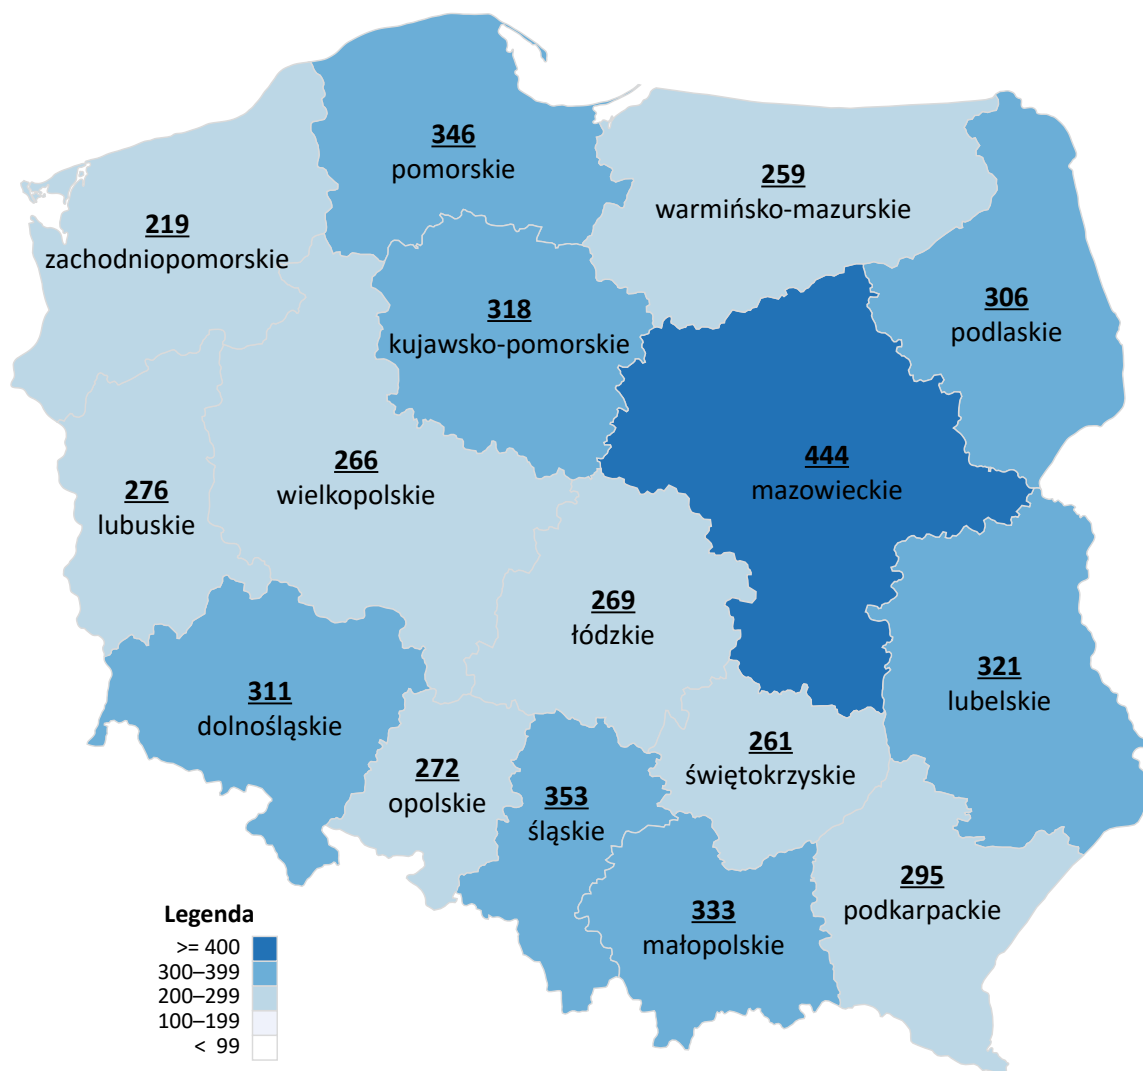 346
pomorskie
259
warmińsko-mazurskie
219
zachodniopomorskie
318
kujawsko-pomorskie
306
podlaskie
444
mazowieckie
266
wielkopolskie
276
lubuskie
269
łódzkie
321
lubelskie
311
dolnośląskie
261
świętokrzyskie
272
opolskie
353
śląskie
295
podkarpackie
333
małopolskie
Legenda
>= 400
300–399
200–299
100–199
< 99